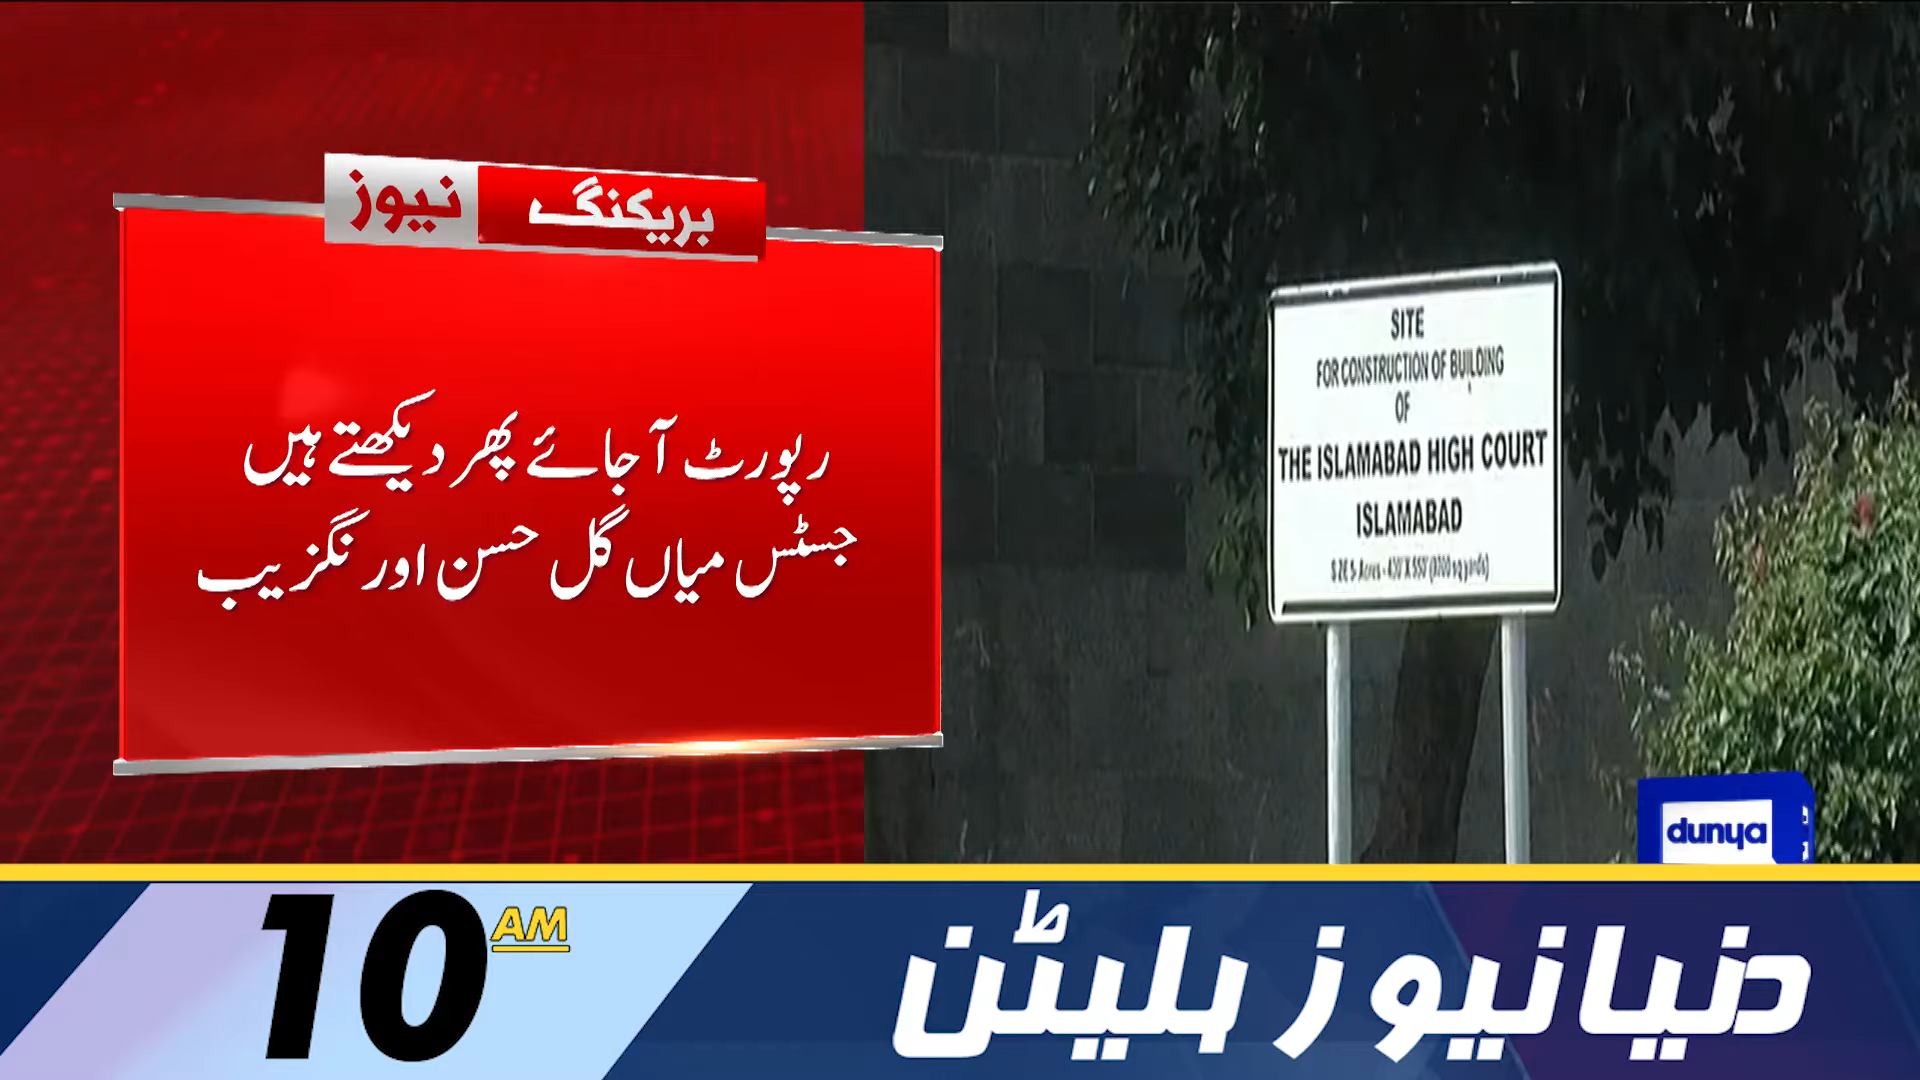 بریکنگ نیوز
رپورٹ آ جائے پھر دیکھتے ہیں
جسٹس میاں گل حسن اورنگزیب
SITE
FOR CONSTRUCTION OF BUILDING
OF
THE ISLAMABAD HIGH COURT
ISLAMABAD
dunya
10 AM
دنیا نیوز بلیٹن